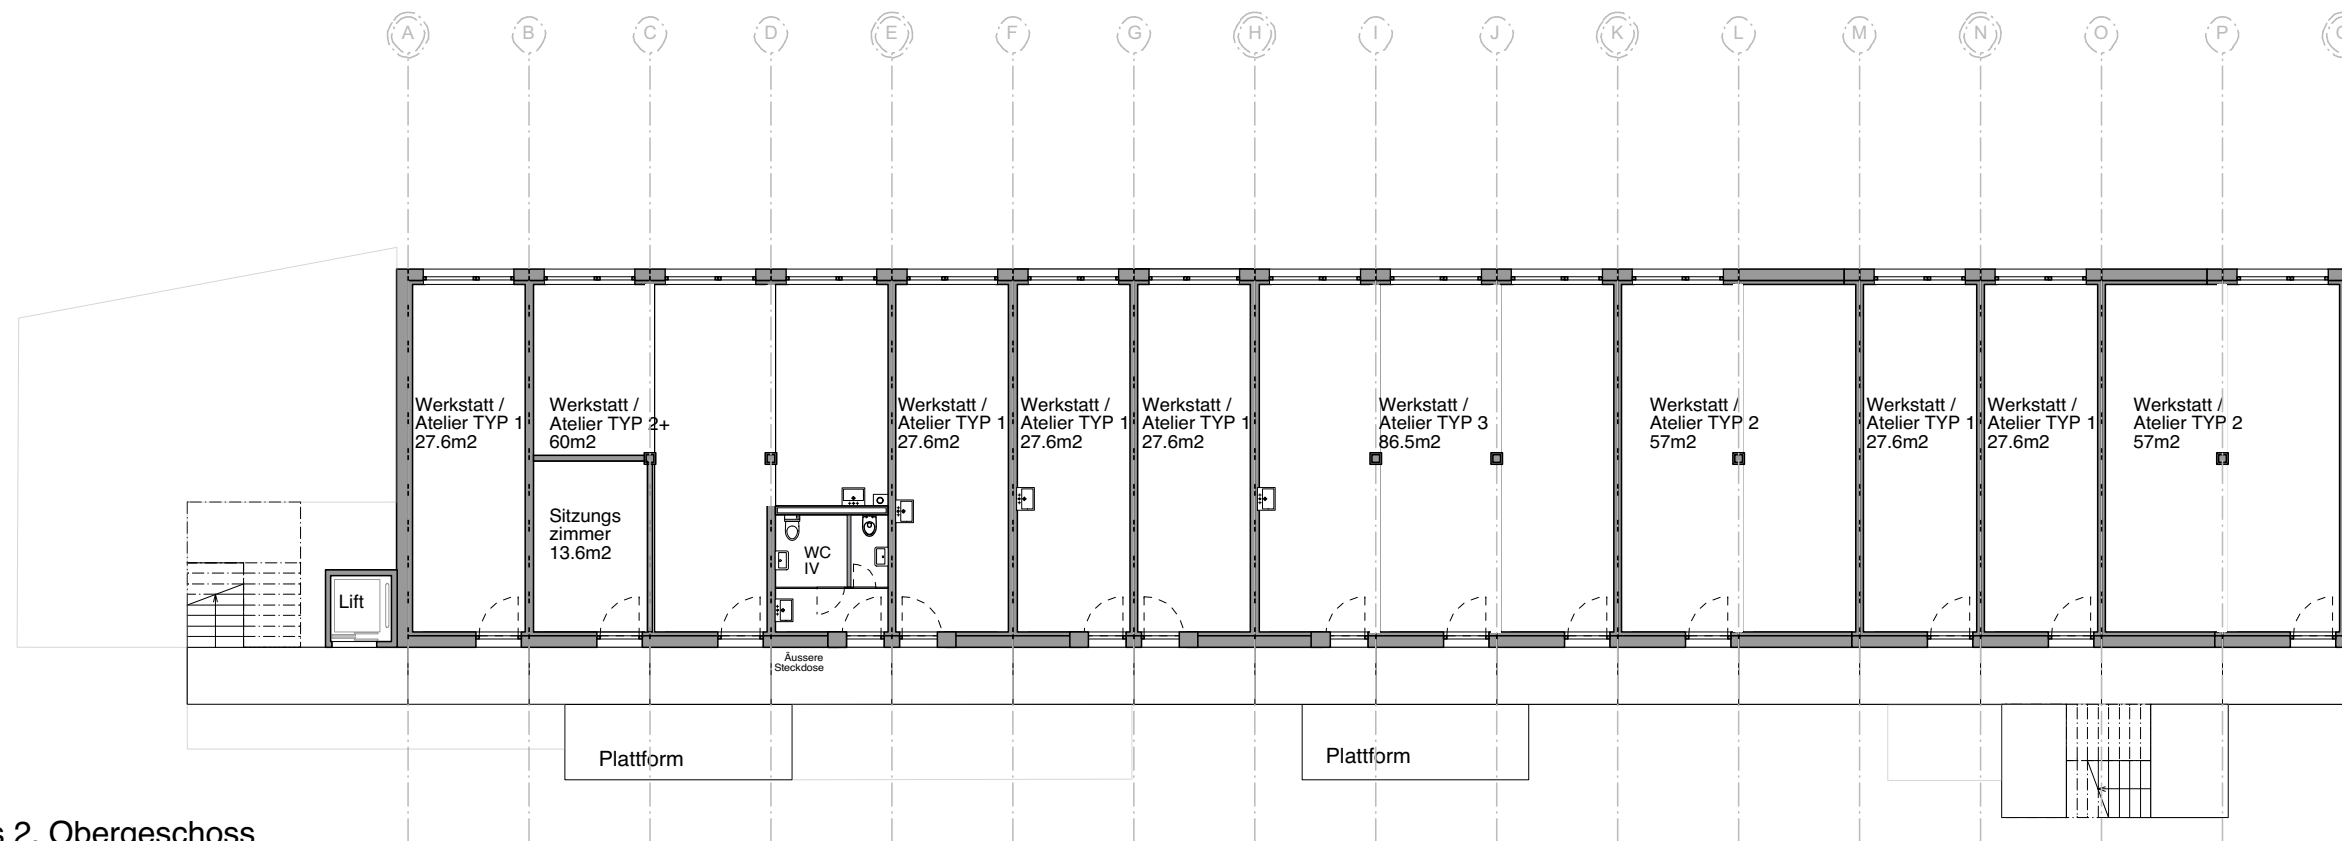 A B C D E F G H I J K L M N O P
Werkstatt /
Atelier TYP 1
27.6m2
Werkstatt /
Atelier TYP 2+
60m2
Werkstatt /
Atelier TYP 1
27.6m2
Werkstatt /
Atelier TYP 1
27.6m2
Werkstatt /
Atelier TYP 1
27.6m2
Werkstatt /
Atelier TYP 3
86.5m2
Werkstatt /
Atelier TYP 2
57m2
Werkstatt /
Atelier TYP 1
27.6m2
Werkstatt /
Atelier TYP 1
27.6m2
Werkstatt /
Atelier TYP 2
57m2
Sitzungs
zimmer
13.6m2
WC
IV
Lift
Äussere
Steckdose
Plattform
Plattform
2. Obergeschoss